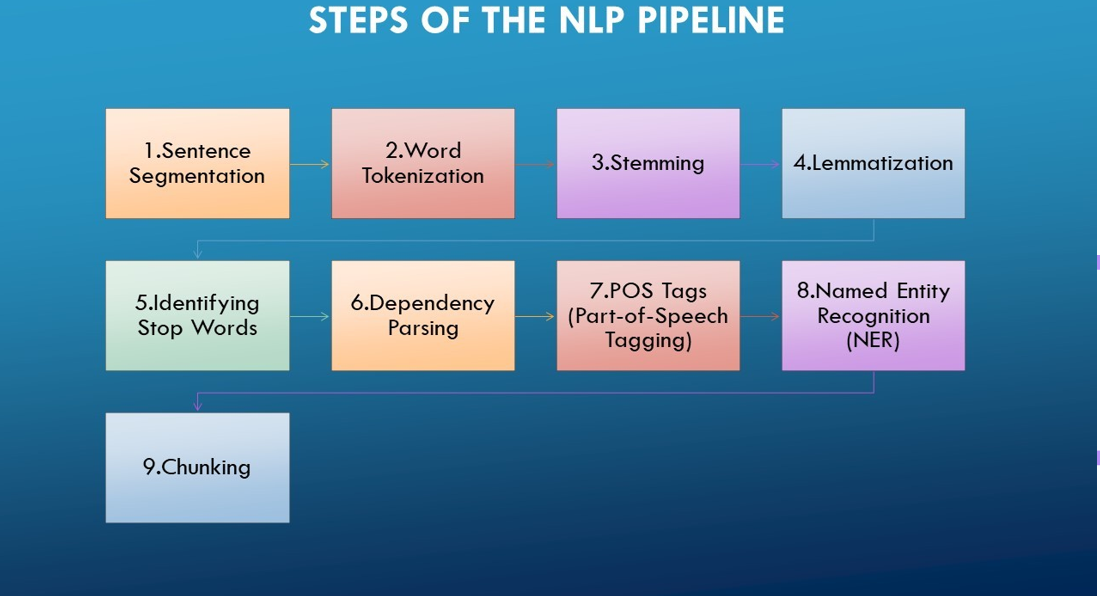 STEPS OF THE NLP PIPELINE
1.Sentence
Segmentation
2.Word
Tokenization
3.Stemming
4.Lemmatization
5.Identifying
Stop Words
6.Dependency
Parsing
7.POS Tags
(Part-of-Speech
Tagging)
8.Named Entity
Recognition
(NER)
9.Chunking